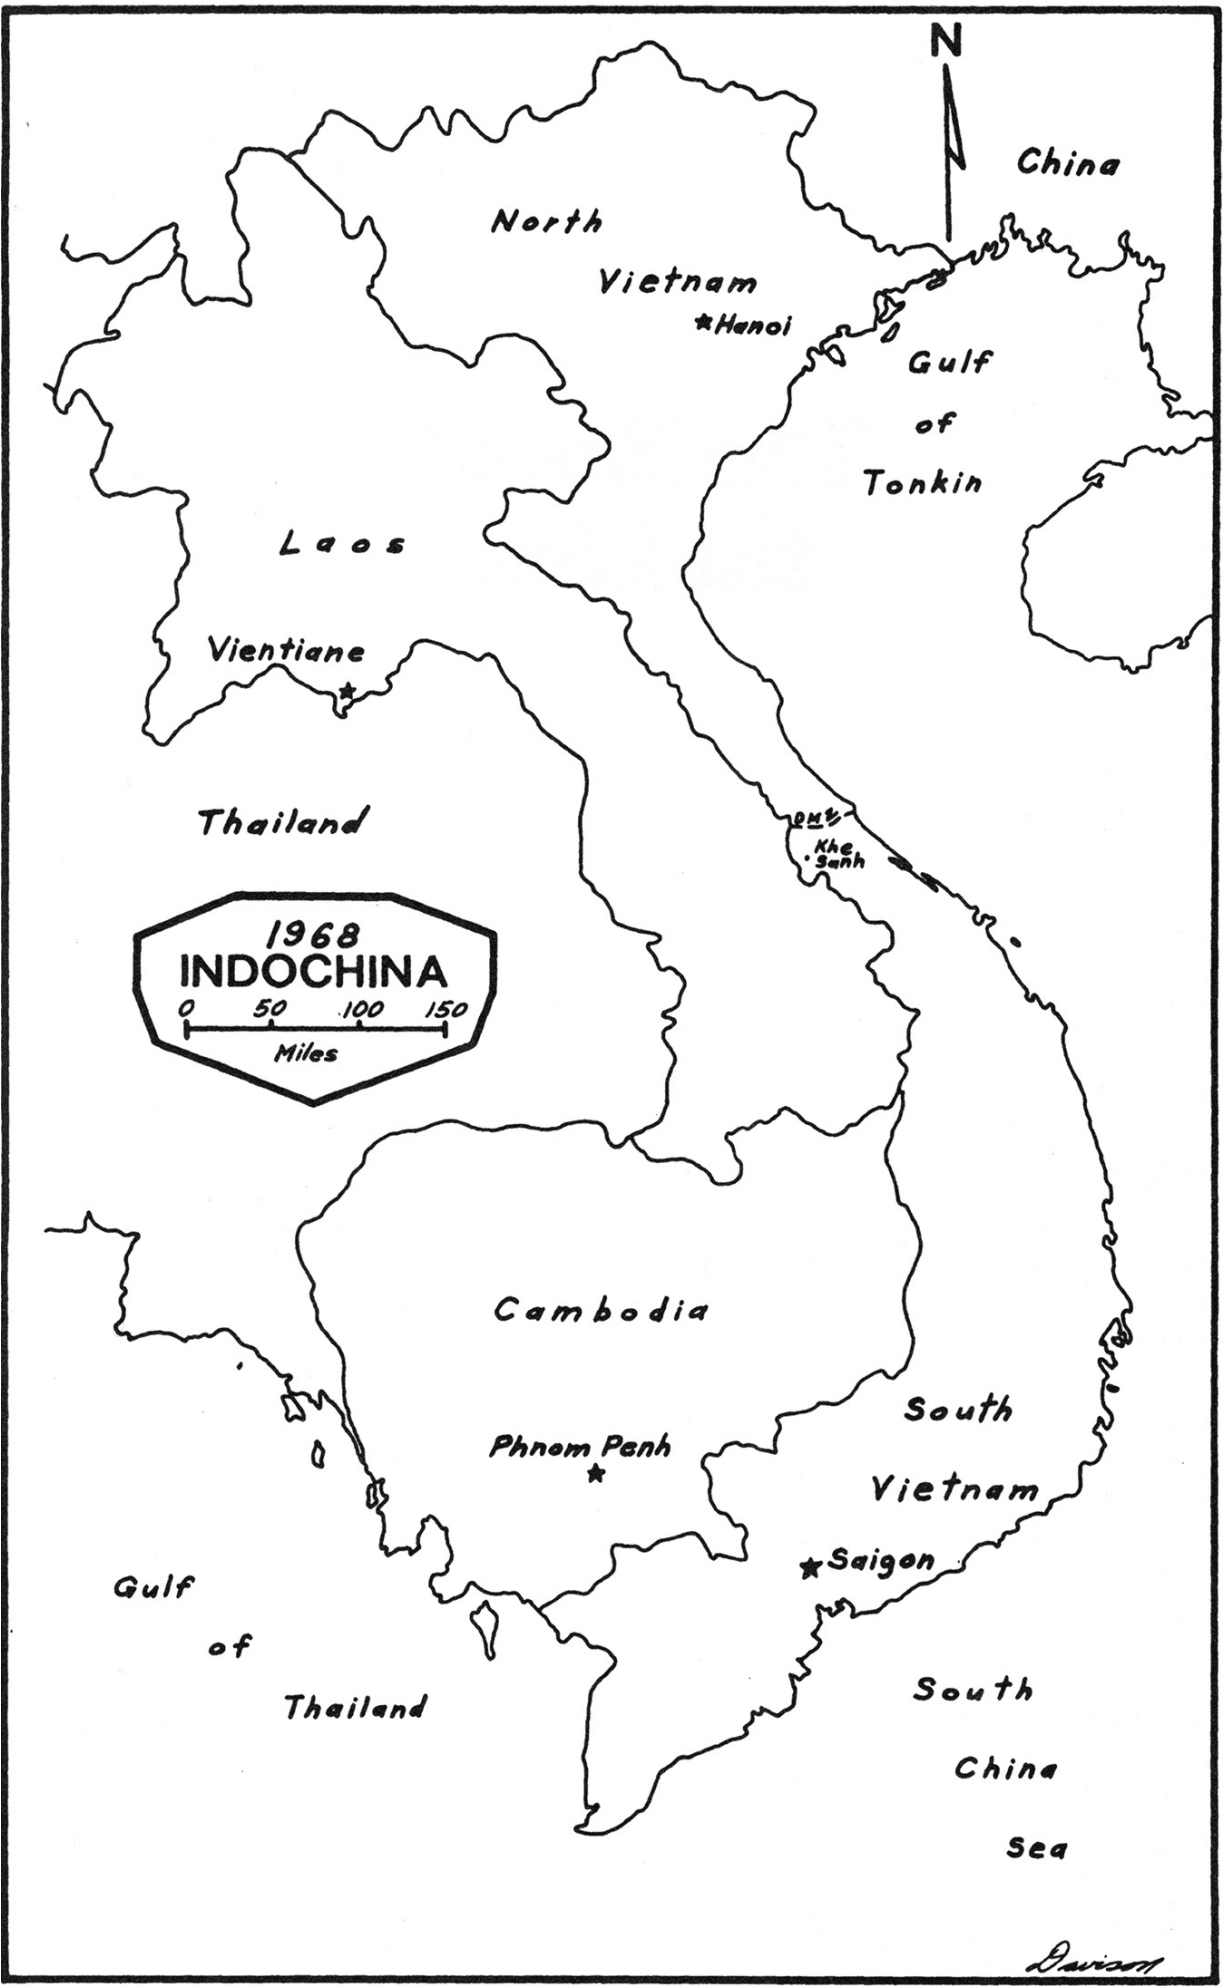 N
China
North
Vietnam
Hanoi
Gulf
of
Tonkin
Laos
Vientiane
Thailand
DMZ
Khe
Sanh
1968
INDOCHINA
0 50 100 150
Miles
Cambodia
Phnom Penh
South
Vietnam
Saigon
Gulf
of
Thailand
South
China
Sea
Davison